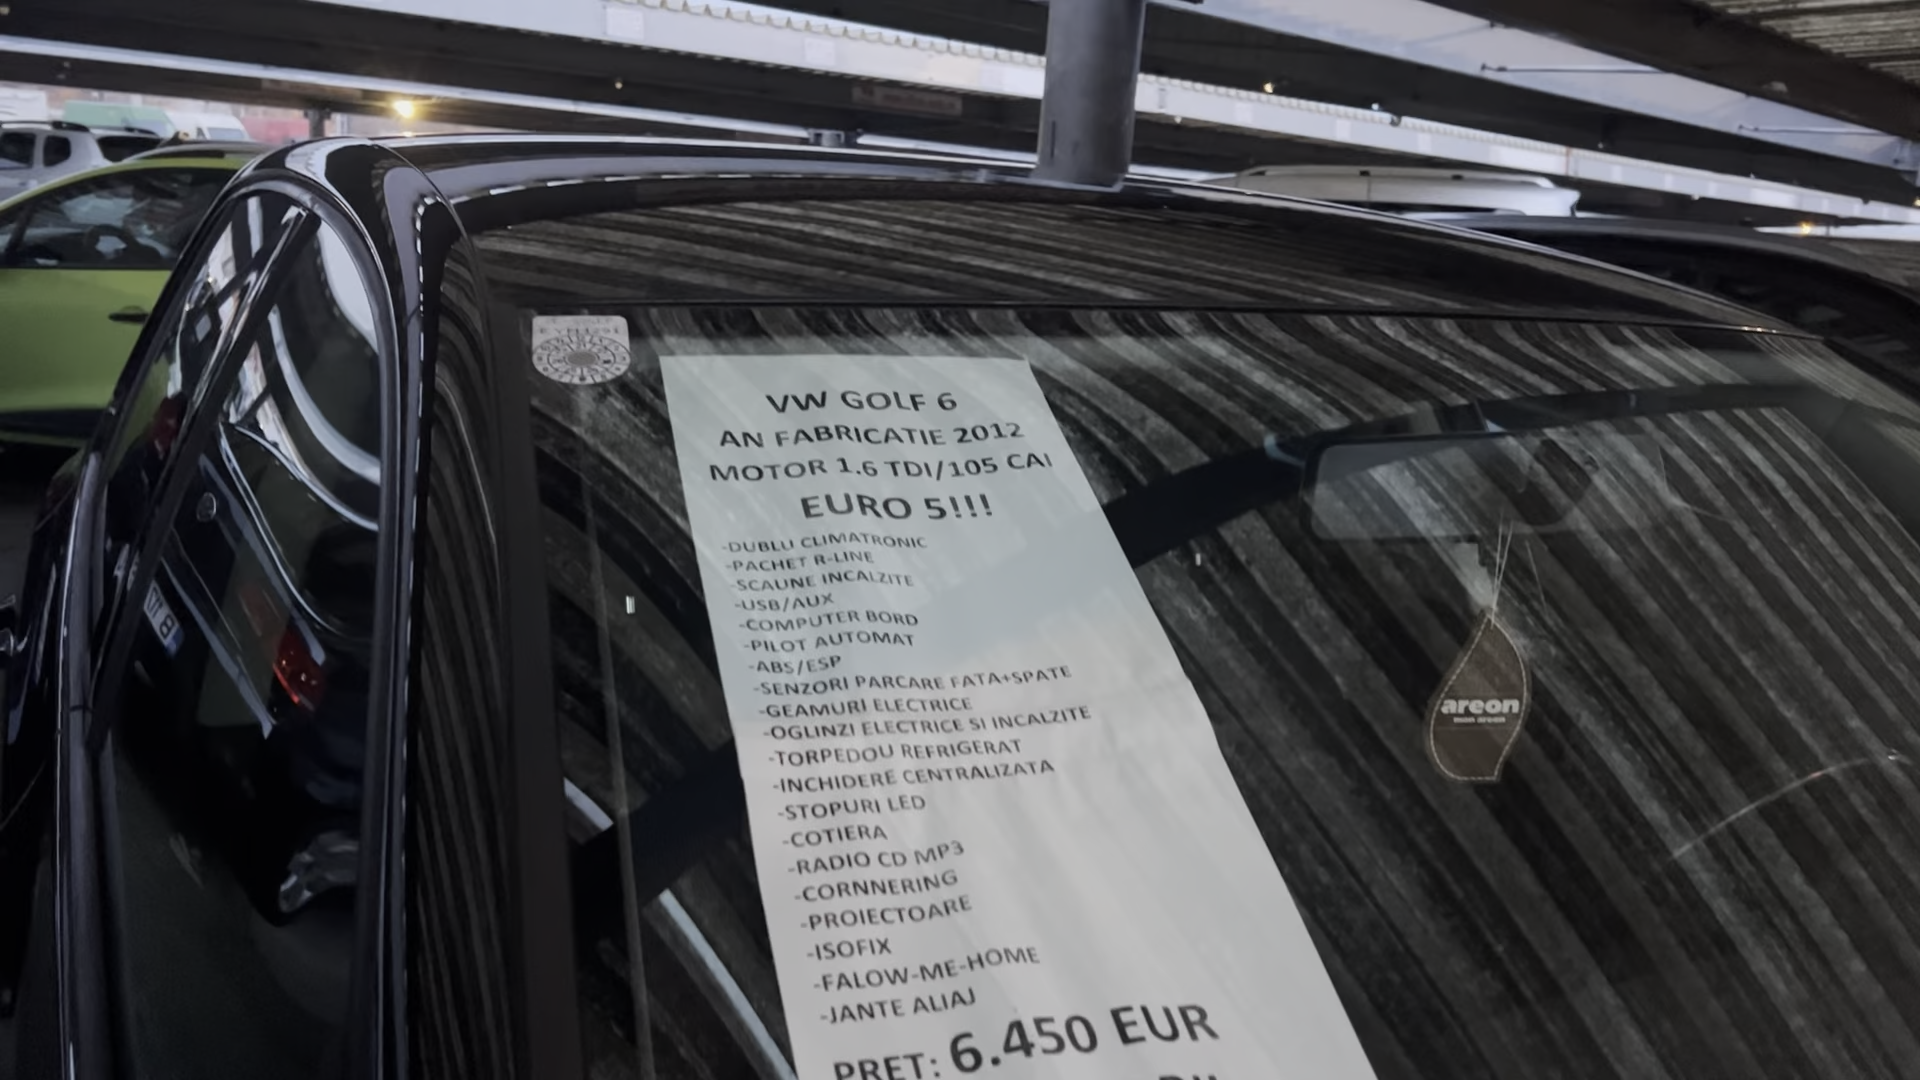 VW GOLF 6
AN FABRICATIE 2012
MOTOR 1.6 TDI/105 CAI
EURO 5!!!
-DUBLU CLIMATRONIC
-PACHET R-LINE
-SCAUNE INCALZITE
-USB/AUX
-COMPUTER BORD
-PILOT AUTOMAT
-ABS/ESP
-SENZORI PARCARE FATA+SPATE
-GEAMURI ELECTRICE
-OGLINZI ELECTRICE SI INCALZITE
-TORPEDOU REFRIGERAT
-INCHIDERE CENTRALIZATA
-STOPURI LED
-COTIERA
-RADIO CD MP3
-CORNNERING
-PROIECTOARE
-ISOFIX
-FALOW-ME-HOME
-JANTE ALIAJ
PRET: 6.450 EUR
areon